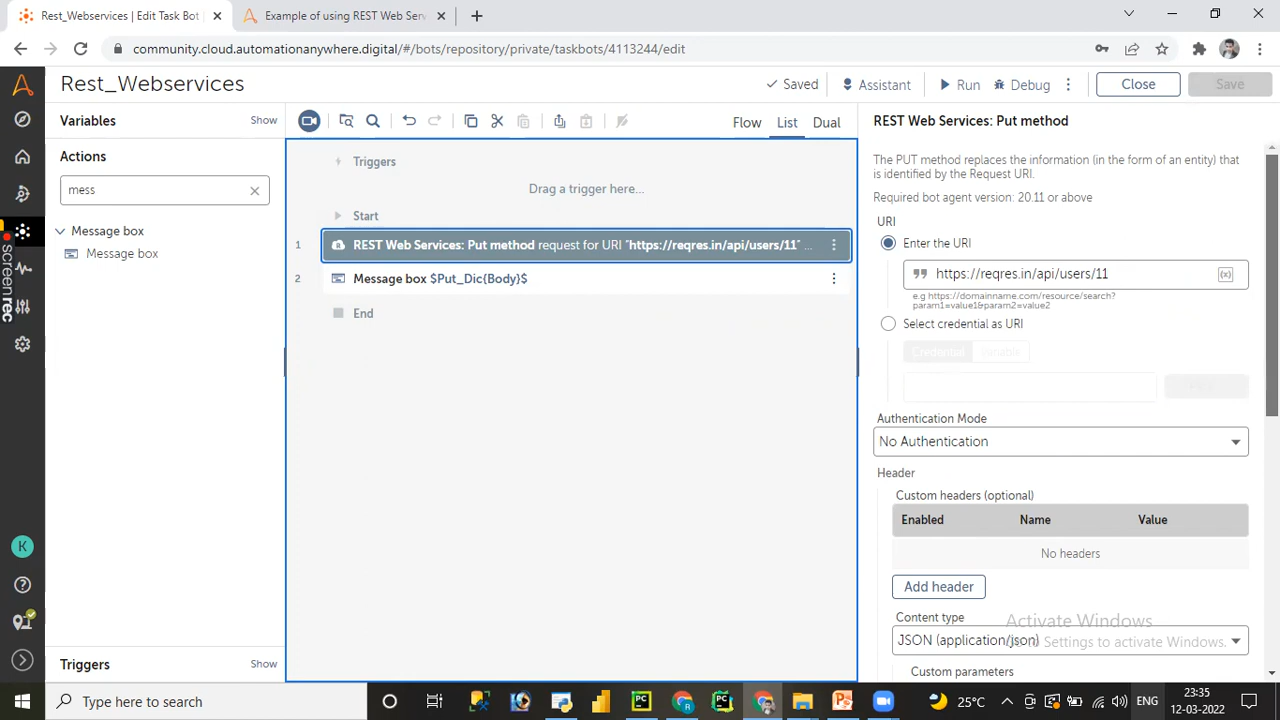 Rest_Webservices | Edit Task Bot
Example of using REST Web Serv
community.cloud.automationanywhere.digital/#/bots/repository/private/taskbots/4113244/edit
Rest_Webservices
Saved
Assistant
Run
Debug
Close
Save
Variables
Show
Flow
List
Dual
Actions
mess
Message box
Message box
Triggers
Show
Triggers
Drag a trigger here...
Start
1
REST Web Services: Put method request for URI "https://reqres.in/api/users/11" ...
2
Message box $Put_Dic{Body}$
End
REST Web Services: Put method
The PUT method replaces the information (in the form of an entity) that
is identified by the Request URI.
Required bot agent version: 20.11 or above
URI
Enter the URI
https://reqres.in/api/users/11
(x)
e.g https://domainname.com/resource/search?
param1=value1&param2=value2
Select credential as URI
Credential
Variable
Authentication Mode
No Authentication
Header
Custom headers (optional)
Enabled Name Value
No headers
Add header
Content type
JSON (application/json)
Custom parameters
Activate Windows
Go to Settings to activate Windows.
screenrec
K
Type here to search
25°C
ENG
23:35
12-03-2022